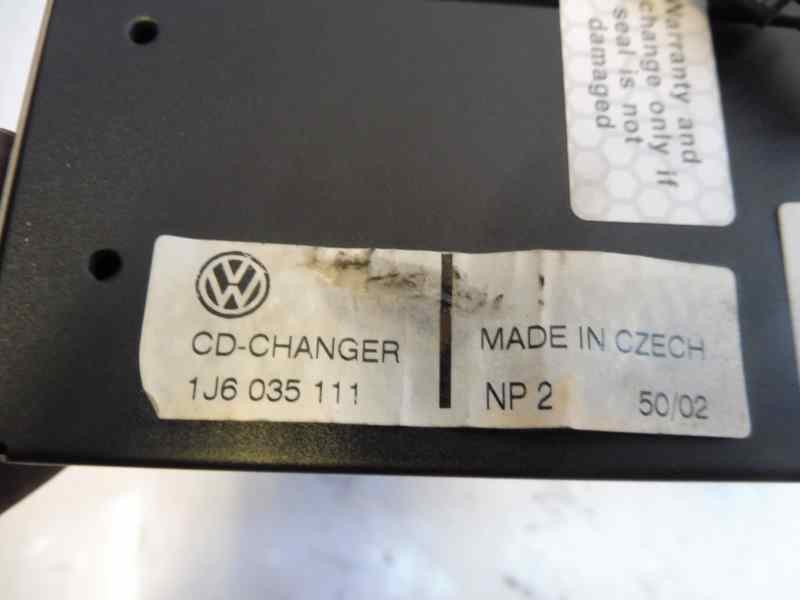 Warranty and
change only if
seal is not
damaged
VW
CD-CHANGER
1J6 035 111
MADE IN CZECH
NP 2 50/02